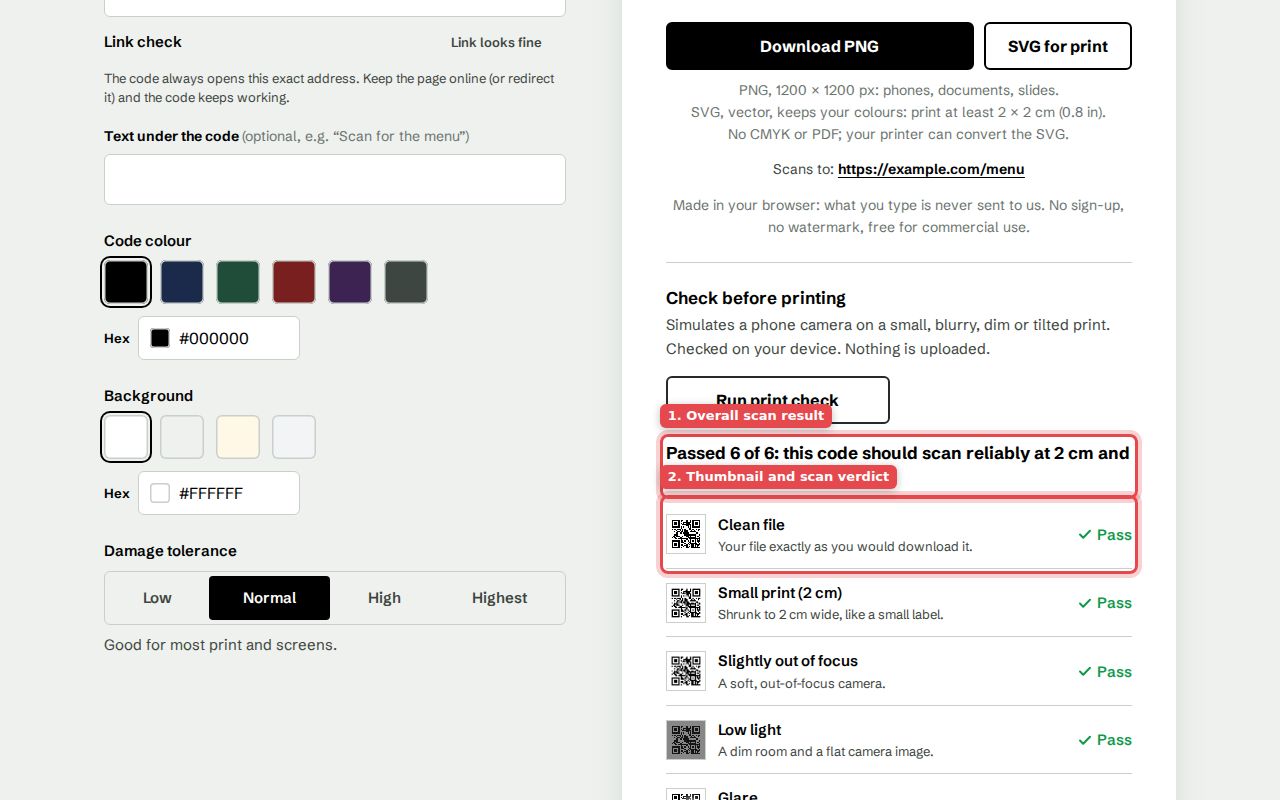 Link check
Link looks fine
The code always opens this exact address. Keep the page online (or redirect
it) and the code keeps working.
Text under the code (optional, e.g. “Scan for the menu”)
Code colour
Hex
#000000
Background
Hex
#FFFFFF
Damage tolerance
Low
Normal
High
Highest
Good for most print and screens.
Download PNG
SVG for print
PNG, 1200 × 1200 px: phones, documents, slides.
SVG, vector, keeps your colours: print at least 2 × 2 cm (0.8 in).
No CMYK or PDF; your printer can convert the SVG.
Scans to: https://example.com/menu
Made in your browser: what you type is never sent to us. No sign-up,
no watermark, free for commercial use.
Check before printing
Simulates a phone camera on a small, blurry, dim or tilted print.
Checked on your device. Nothing is uploaded.
Run print check
1. Overall scan result
Passed 6 of 6: this code should scan reliably at 2 cm and
2. Thumbnail and scan verdict
Clean file
Your file exactly as you would download it.
Pass
Small print (2 cm)
Shrunk to 2 cm wide, like a small label.
Pass
Slightly out of focus
A soft, out-of-focus camera.
Pass
Low light
A dim room and a flat camera image.
Pass
Glare